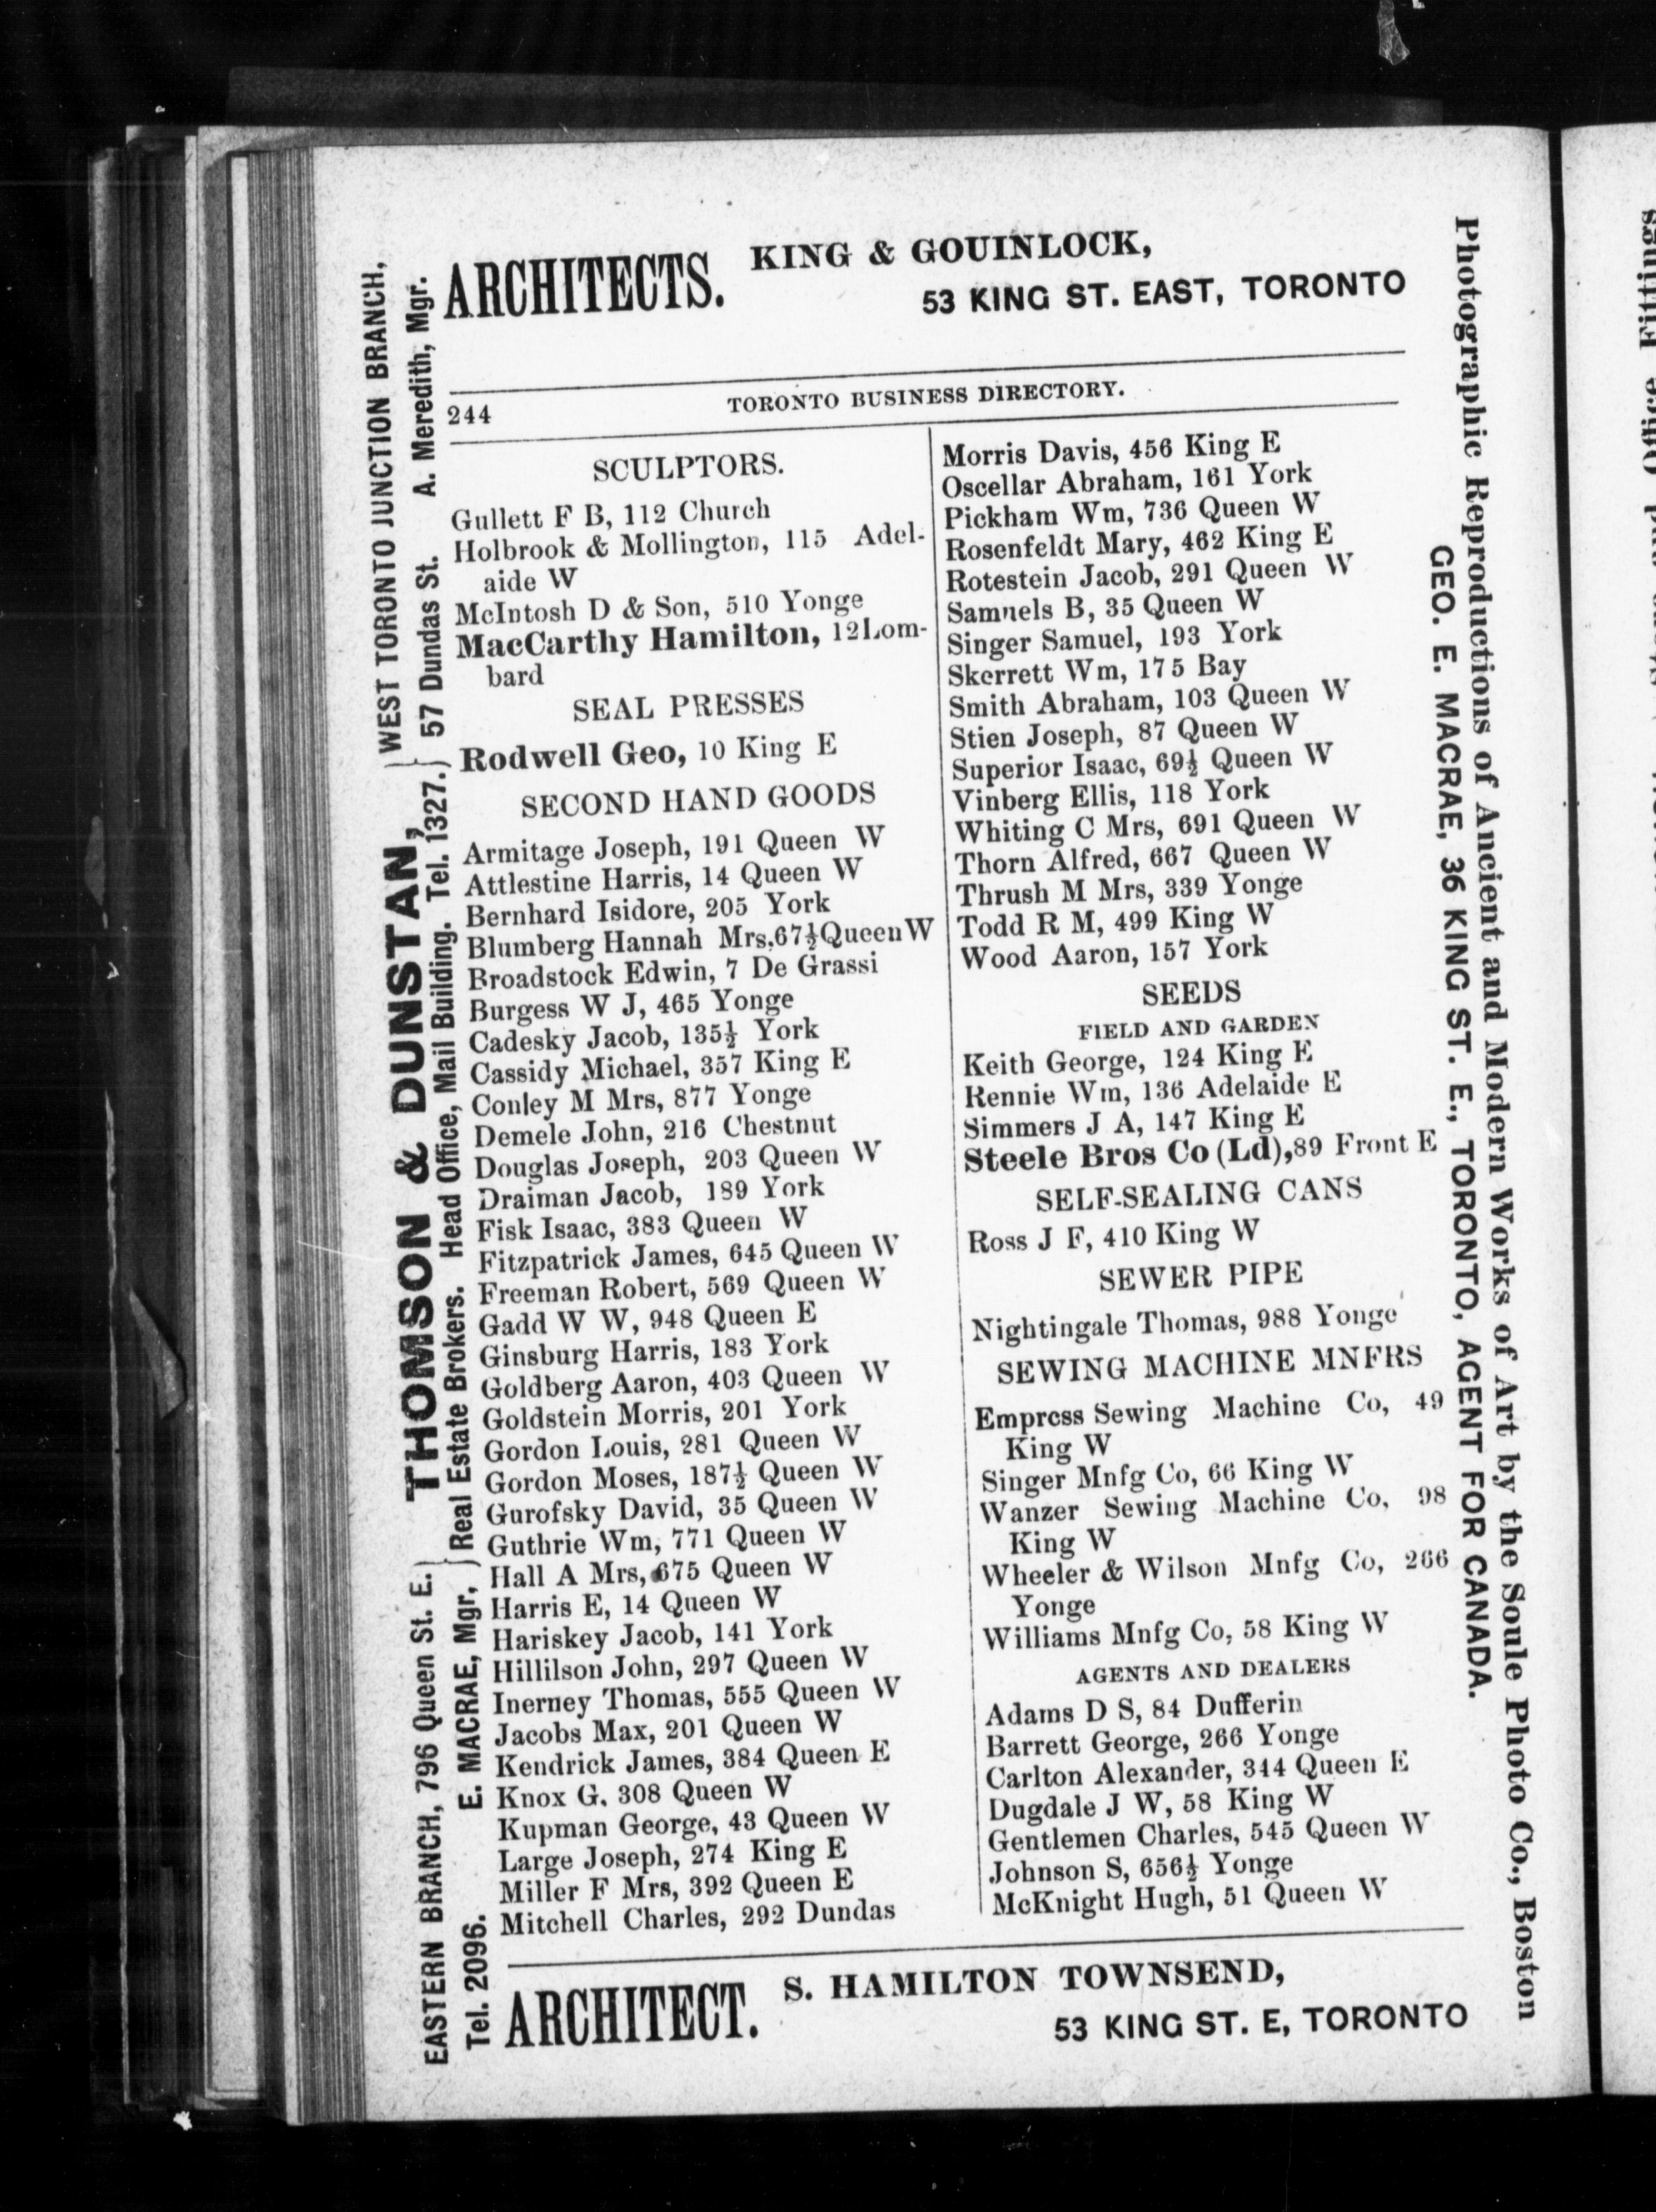 ARCHITECTS. KING & GOUINLOCK,
53 KING ST. EAST, TORONTO
244 TORONTO BUSINESS DIRECTORY.
SCULPTORS.
Gullett F B, 112 Church
Holbrook & Mollington, 115 Adel-
aide W
McIntosh D & Son, 510 Yonge
MacCarthy Hamilton, 12 Lom-
bard
SEAL PRESSES
Rodwell Geo, 10 King E
SECOND HAND GOODS
Armitage Joseph, 191 Queen W
Attlestine Harris, 14 Queen W
Bernhard Isidore, 205 York
Blumberg Hannah Mrs, 67½ Queen W
Broadstock Edwin, 7 De Grassi
Burgess W J, 465 Yonge
Cadesky Jacob, 135½ York
Cassidy Michael, 357 King E
Conley M Mrs, 877 Yonge
Demele John, 216 Chestnut
Douglas Joseph, 203 Queen W
Draiman Jacob, 189 York
Fisk Isaac, 383 Queen W
Fitzpatrick James, 645 Queen W
Freeman Robert, 569 Queen W
Gadd W W, 948 Queen E
Ginsburg Harris, 183 York
Goldberg Aaron, 403 Queen W
Goldstein Morris, 201 York
Gordon Louis, 281 Queen W
Gordon Moses, 187½ Queen W
Gurofsky David, 35 Queen W
Guthrie Wm, 771 Queen W
Hall A Mrs, 675 Queen W
Harris E, 14 Queen W
Hariskey Jacob, 141 York
Hillilson John, 297 Queen W
Inerney Thomas, 555 Queen W
Jacobs Max, 201 Queen W
Kendrick James, 384 Queen E
Knox G. 308 Queen W
Kupman George, 43 Queen W
Large Joseph, 274 King E
Miller F Mrs, 392 Queen E
Mitchell Charles, 292 Dundas
Morris Davis, 456 King E
Oscellar Abraham, 161 York
Pickham Wm, 736 Queen W
Rosenfeldt Mary, 462 King E
Rotestein Jacob, 291 Queen W
Samuels B, 35 Queen W
Singer Samuel, 193 York
Skerrett Wm, 175 Bay
Smith Abraham, 103 Queen W
Stien Joseph, 87 Queen W
Superior Isaac, 69½ Queen W
Vinberg Ellis, 118 York
Whiting C Mrs, 691 Queen W
Thorn Alfred, 667 Queen W
Thrush M Mrs, 339 Yonge
Todd R M, 499 King W
Wood Aaron, 157 York
SEEDS
FIELD AND GARDEN
Keith George, 124 King E
Rennie Wm, 136 Adelaide E
Simmers J A, 147 King E
Steele Bros Co (Ld), 89 Front E
SELF-SEALING CANS
Ross J F, 410 King W
SEWER PIPE
Nightingale Thomas, 988 Yonge
SEWING MACHINE MNFRS
Empress Sewing Machine Co, 49
King W
Singer Mnfg Co, 66 King W
Wanzer Sewing Machine Co, 98
King W
Wheeler & Wilson Mnfg Co, 266
Yonge
Williams Mnfg Co, 58 King W
AGENTS AND DEALERS
Adams D S, 84 Dufferin
Barrett George, 266 Yonge
Carlton Alexander, 344 Queen E
Dugdale J W, 58 King W
Gentlemen Charles, 545 Queen W
Johnson S, 656½ Yonge
McKnight Hugh, 51 Queen W
ARCHITECT. S. HAMILTON TOWNSEND,
53 KING ST. E, TORONTO
EASTERN BRANCH, 796 Queen St. E.
Tel. 2096. E. MACRAE, Mgr,
THOMSON & DUNSTAN,
Real Estate Brokers. Head Office, Mail Building. Tel. 1327.
WEST TORONTO JUNCTION BRANCH,
57 Dundas St. A. Meredith, Mgr.
Photographic Reproductions of Ancient and Modern Works of Art by the Soule Photo Co., Boston
GEO. E. MACRAE, 36 KING ST. E., TORONTO, AGENT FOR CANADA.